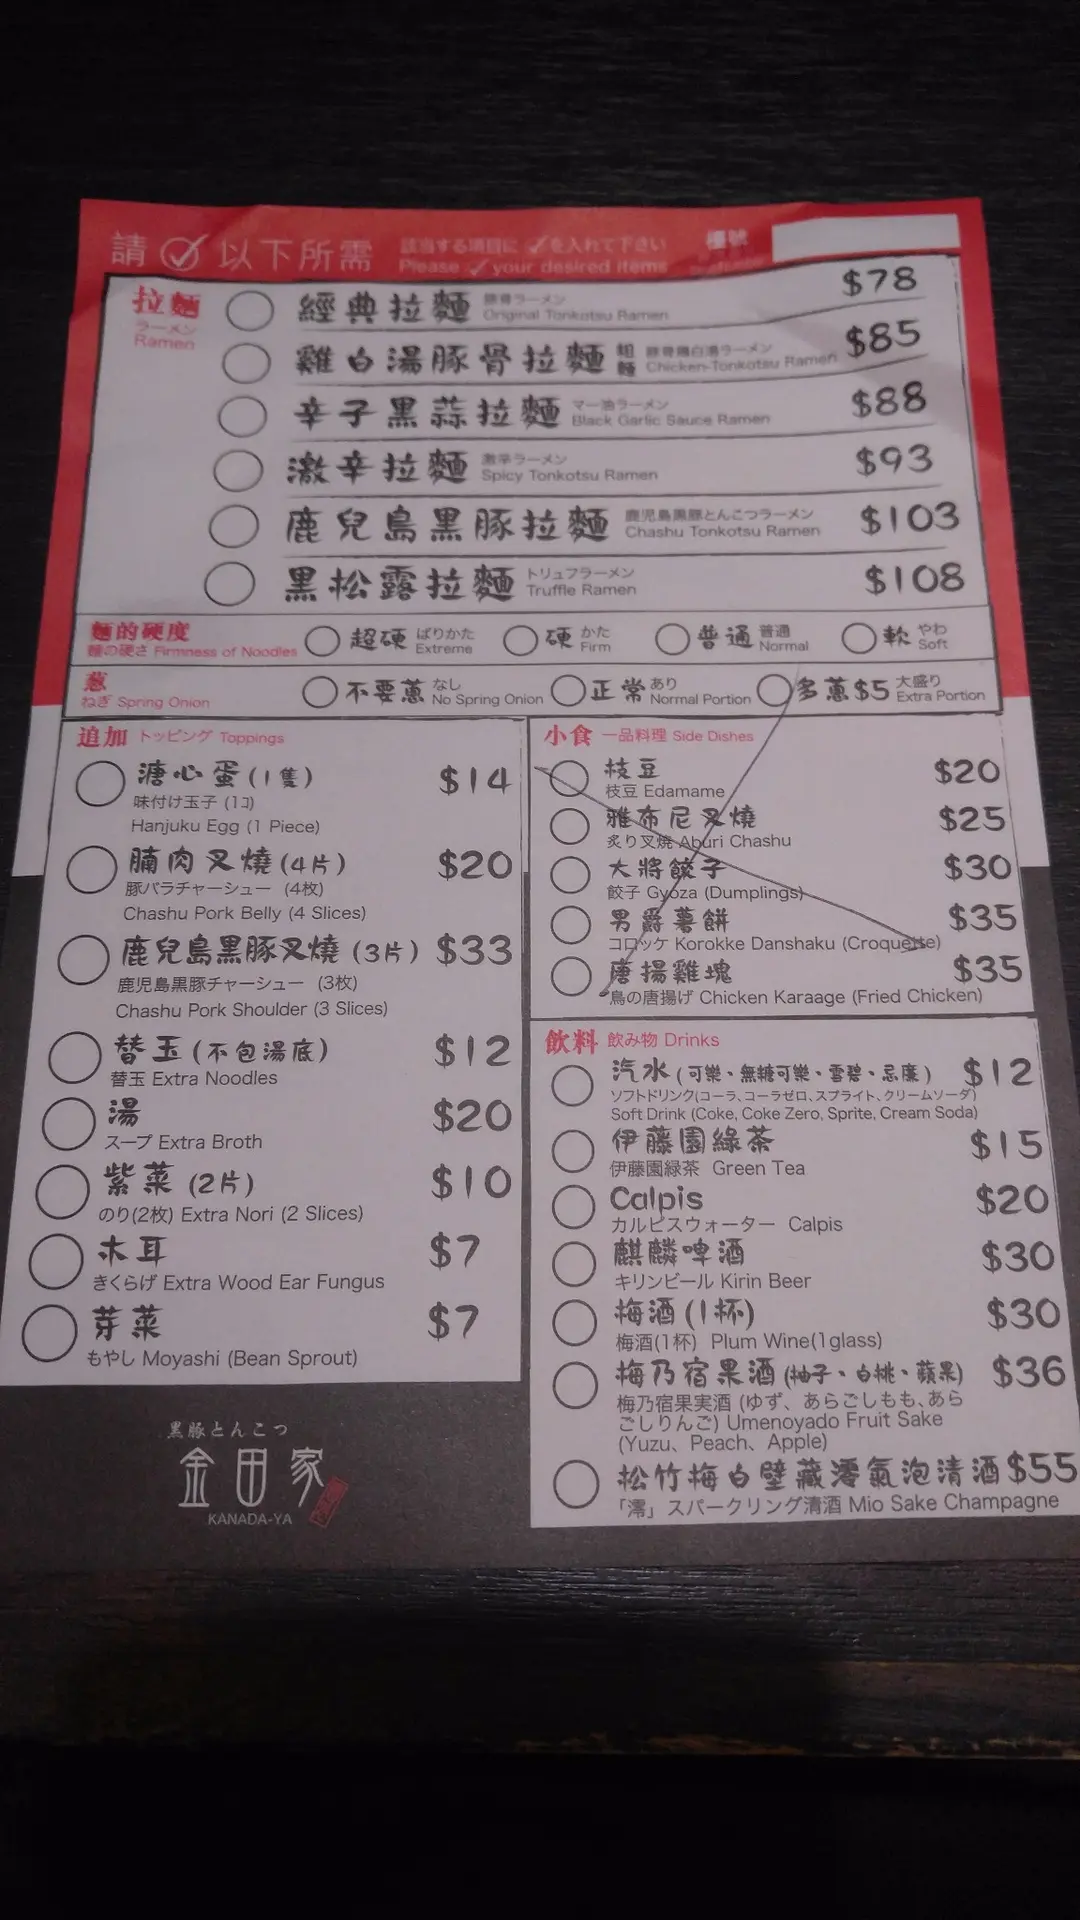 請 ✓ 以下所需
該当する項目に ✓を入れて下さい
Please ✓ your desired items
檯號
拉麵
ラーメン
Ramen
經典拉麵 豚骨ラーメン Original Tonkotsu Ramen $78
雞白湯豚骨拉麵 粗麵 豚骨鶏白湯ラーメン Chicken-Tonkotsu Ramen $85
辛子黑蒜拉麵 マー油ラーメン Black Garlic Sauce Ramen $88
激辛拉麵 激辛ラーメン Spicy Tonkotsu Ramen $93
鹿兒島黑豚拉麵 鹿児島黒豚とんこつラーメン Chashu Tonkotsu Ramen $103
黑松露拉麵 トリュフラーメン Truffle Ramen $108
麵的硬度
麺の硬さ Firmness of Noodles
超硬 ばりかた Extreme
硬 かた Firm
普通 普通 Normal
軟 やわ Soft
葱
ねぎ Spring Onion
不要蔥 なし No Spring Onion
正常 あり Normal Portion
多蔥$5 大盛り Extra Portion
追加 トッピング Toppings
溏心蛋(1隻) $14
味付け玉子 (1コ)
Hanjuku Egg (1 Piece)
腩肉叉燒(4片) $20
豚バラチャーシュー (4枚)
Chashu Pork Belly (4 Slices)
鹿兒島黑豚叉燒(3片) $33
鹿児島黒豚チャーシュー (3枚)
Chashu Pork Shoulder (3 Slices)
替玉(不包湯底) $12
替玉 Extra Noodles
湯 $20
スープ Extra Broth
紫菜(2片) $10
のり(2枚) Extra Nori (2 Slices)
木耳 $7
きくらげ Extra Wood Ear Fungus
芽菜 $7
もやし Moyashi (Bean Sprout)
黒豚とんこつ
金田家
KANADA-YA
小食 一品料理 Side Dishes
枝豆 $20
枝豆 Edamame
雅布尼叉燒 $25
炙り叉焼 Aburi Chashu
大將餃子 $30
餃子 Gyoza (Dumplings)
男爵薯餅 $35
コロッケ Korokke Danshaku (Croquette)
唐揚雞塊 $35
鳥の唐揚げ Chicken Karaage (Fried Chicken)
飲料 飲み物 Drinks
汽水(可樂、無糖可樂、雪碧、忌廉) $12
ソフトドリンク(コーラ、コーラゼロ、スプライト、クリームソーダ)
Soft Drink (Coke, Coke Zero, Sprite, Cream Soda)
伊藤園綠茶 $15
伊藤園緑茶 Green Tea
Calpis $20
カルピスウォーター Calpis
麒麟啤酒 $30
キリンビール Kirin Beer
梅酒(1杯) $30
梅酒(1杯) Plum Wine(1glass)
梅乃宿果酒(柚子、白桃、蘋果) $36
梅乃宿果実酒 (ゆず、あらごしもも、あら
ごしりんご) Umenoyado Fruit Sake
(Yuzu、Peach、Apple)
松竹梅白壁藏澪氣泡清酒 $55
「澪」スパークリング清酒 Mio Sake Champagne